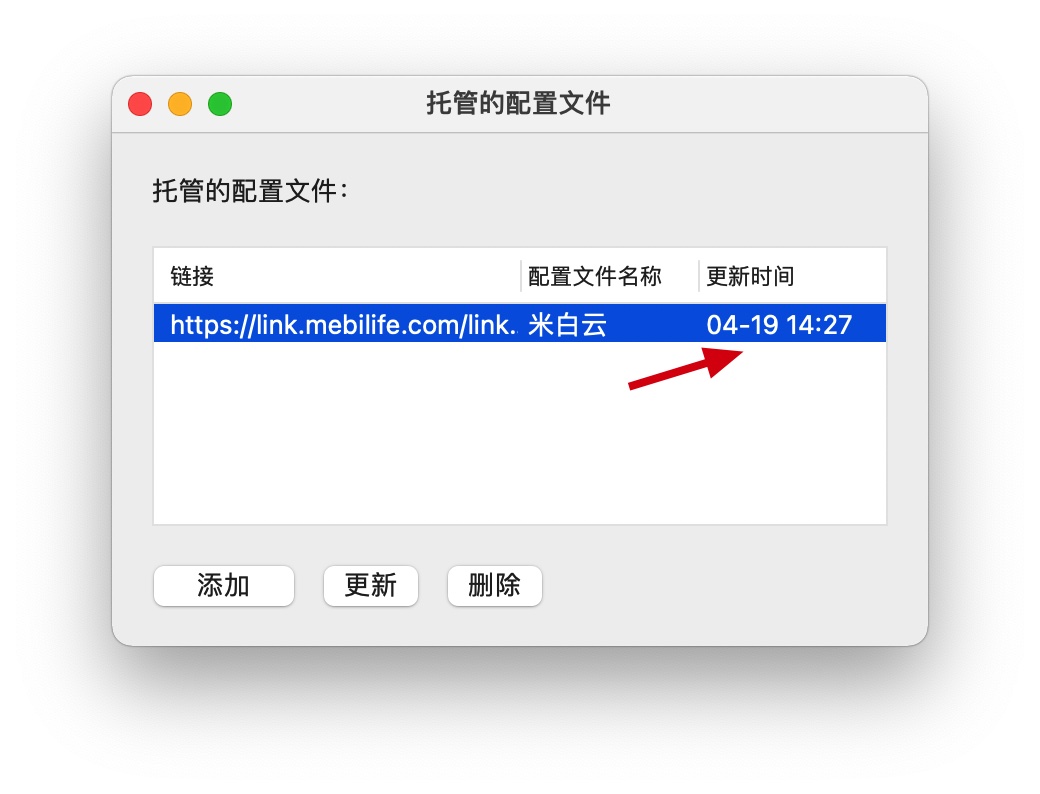 托管的配置文件
托管的配置文件：
链接 配置文件名称 更新时间
https://link.mebilife.com/link. 米白云 04-19 14:27
添加 更新 删除